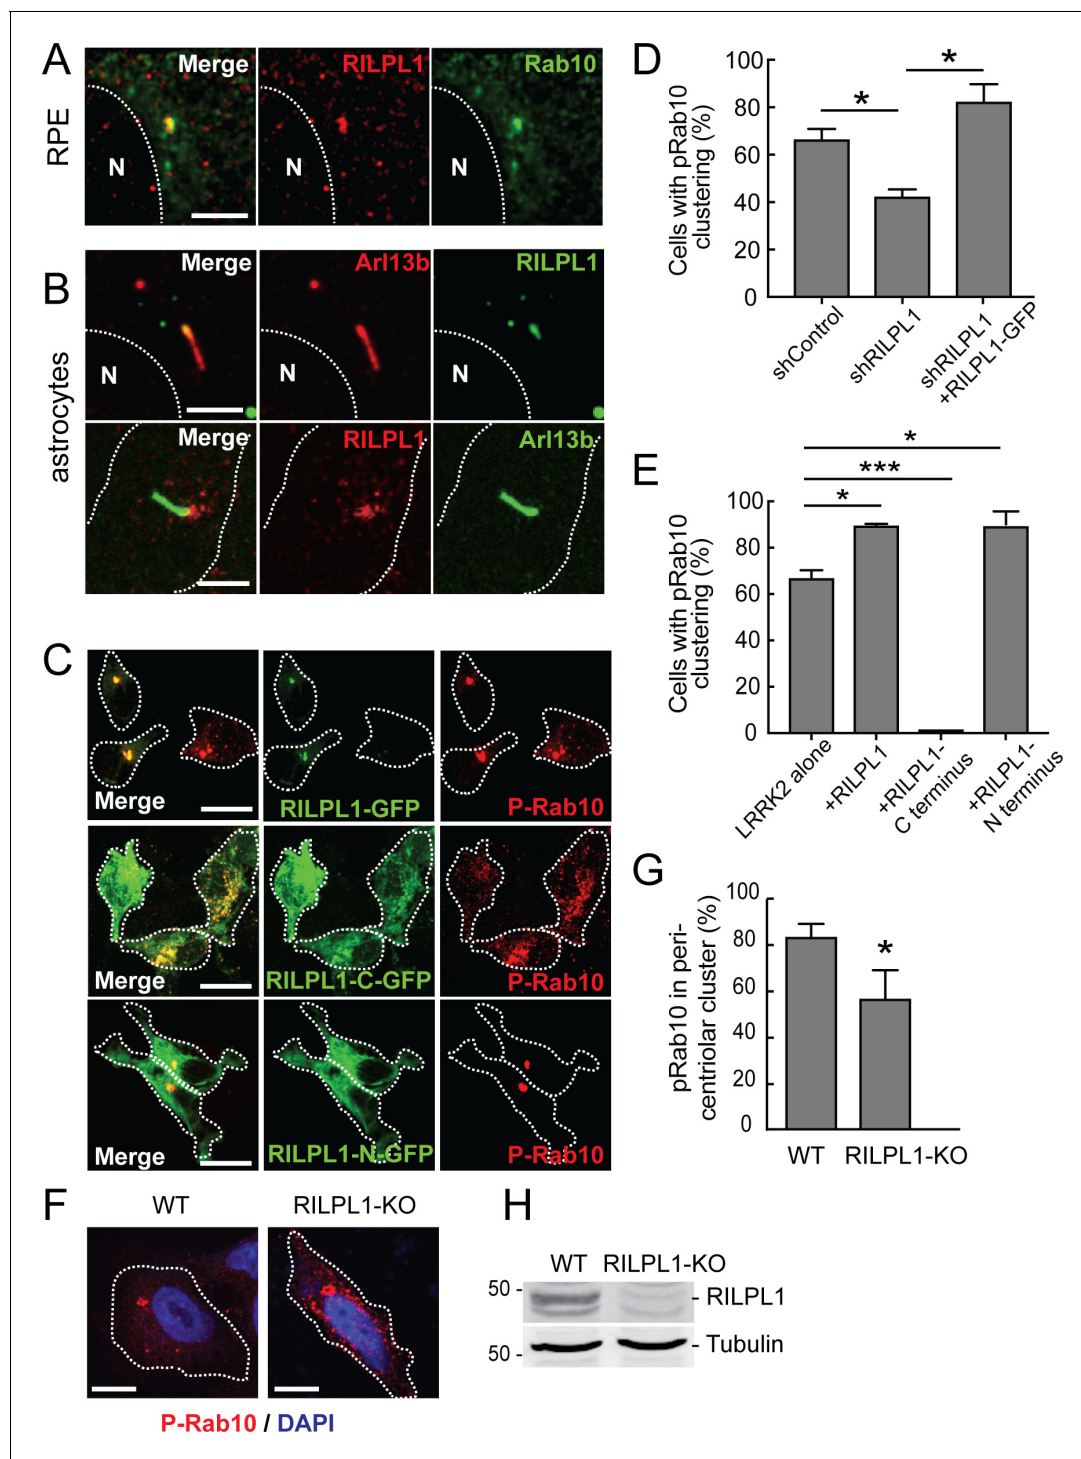 A
RPE
Merge
RILPL1
Rab10
N
N
N
B
astrocytes
Merge
Arl13b
RILPL1
N
N
Merge
RILPL1
Arl13b
C
Merge
RILPL1-GFP
P-Rab10
Merge
RILPL1-C-GFP
P-Rab10
Merge
RILPL1-N-GFP
P-Rab10
D
Cells with pRab10
clustering (%)
100
80
60
40
20
0
*
*
shControl
shRILPL1
shRILPL1
+RILPL1-GFP
E
Cells with pRab10
clustering (%)
100
80
60
40
20
0
*
***
*
LRRK2 alone
+RILPL1
+RILPL1-
C terminus
+RILPL1-
N terminus
F
WT
RILPL1-KO
P-Rab10 / DAPI
G
pRab10 in peri-
centriolar cluster (%)
100
80
60
40
20
0
*
WT
RILPL1-KO
H
WT RILPL1-KO
50 -
- RILPL1
50 -
- Tubulin